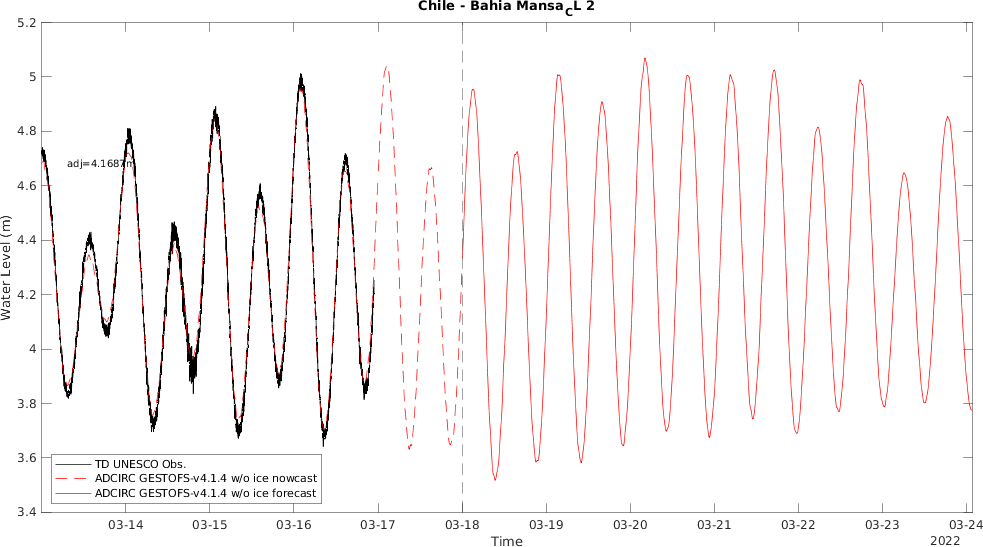 Chile - Bahia Mansa_CL 2
5.2
5
4.8
4.6
4.4
4.2
4
3.8
3.6
3.4
Water Level (m)
adj=4.1687m
TD UNESCO Obs.
ADCIRC GESTOFS-v4.1.4 w/o ice nowcast
ADCIRC GESTOFS-v4.1.4 w/o ice forecast
03-14 03-15 03-16 03-17 03-18 03-19 03-20 03-21 03-22 03-23 03-24
Time
2022